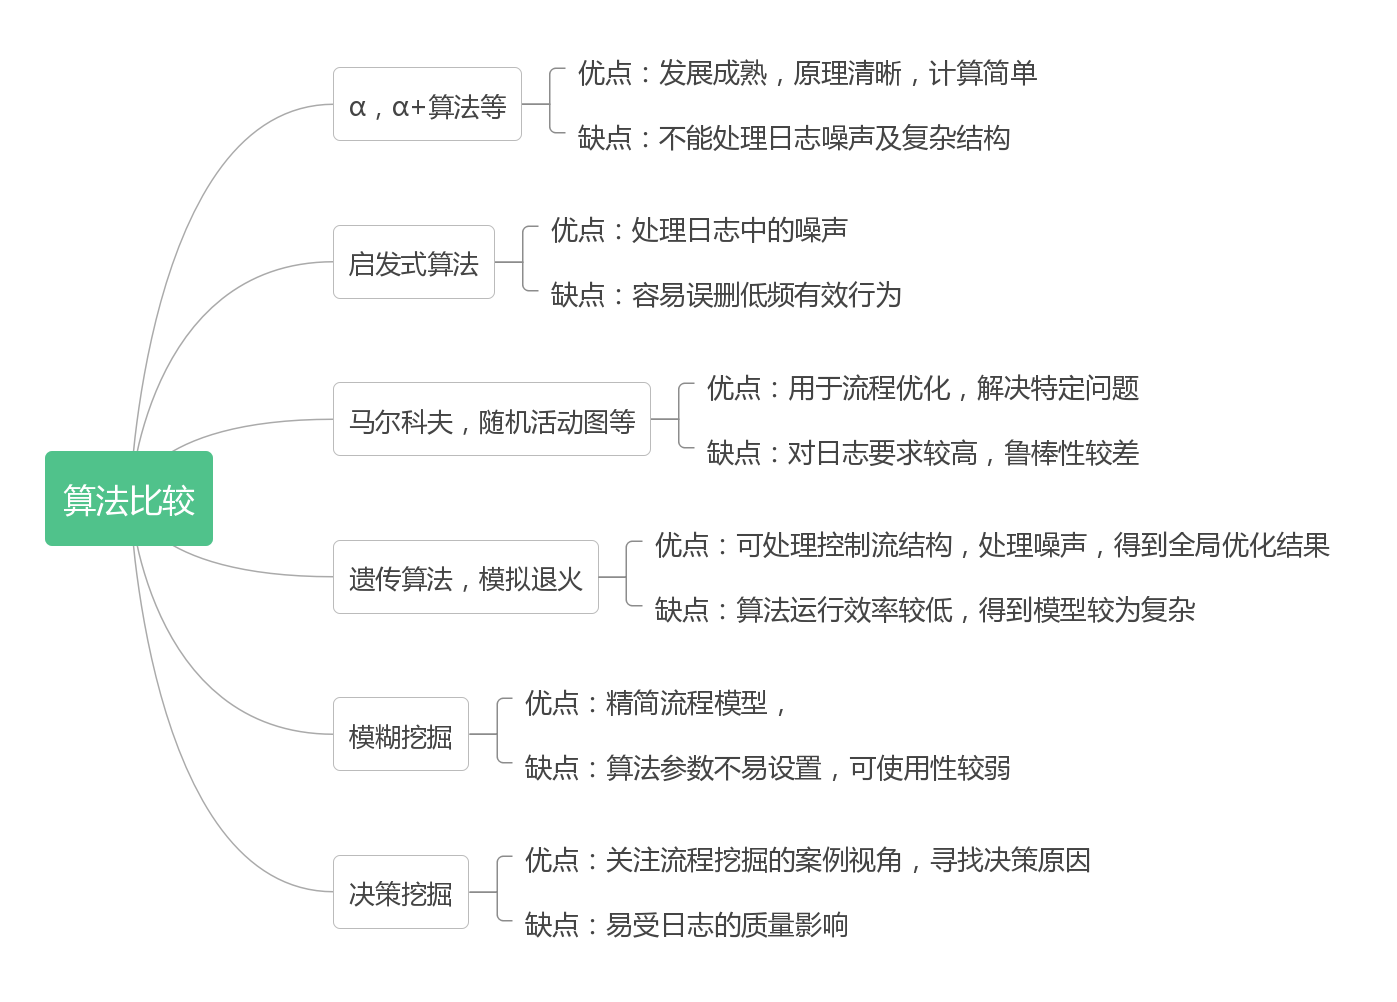 算法比较
α，α+算法等
优点：发展成熟，原理清晰，计算简单
缺点：不能处理日志噪声及复杂结构
启发式算法
优点：处理日志中的噪声
缺点：容易误删低频有效行为
马尔科夫，随机活动图等
优点：用于流程优化，解决特定问题
缺点：对日志要求较高，鲁棒性较差
遗传算法，模拟退火
优点：可处理控制流结构，处理噪声，得到全局优化结果
缺点：算法运行效率较低，得到模型较为复杂
模糊挖掘
优点：精简流程模型，
缺点：算法参数不易设置，可使用性较弱
决策挖掘
优点：关注流程挖掘的案例视角，寻找决策原因
缺点：易受日志的质量影响